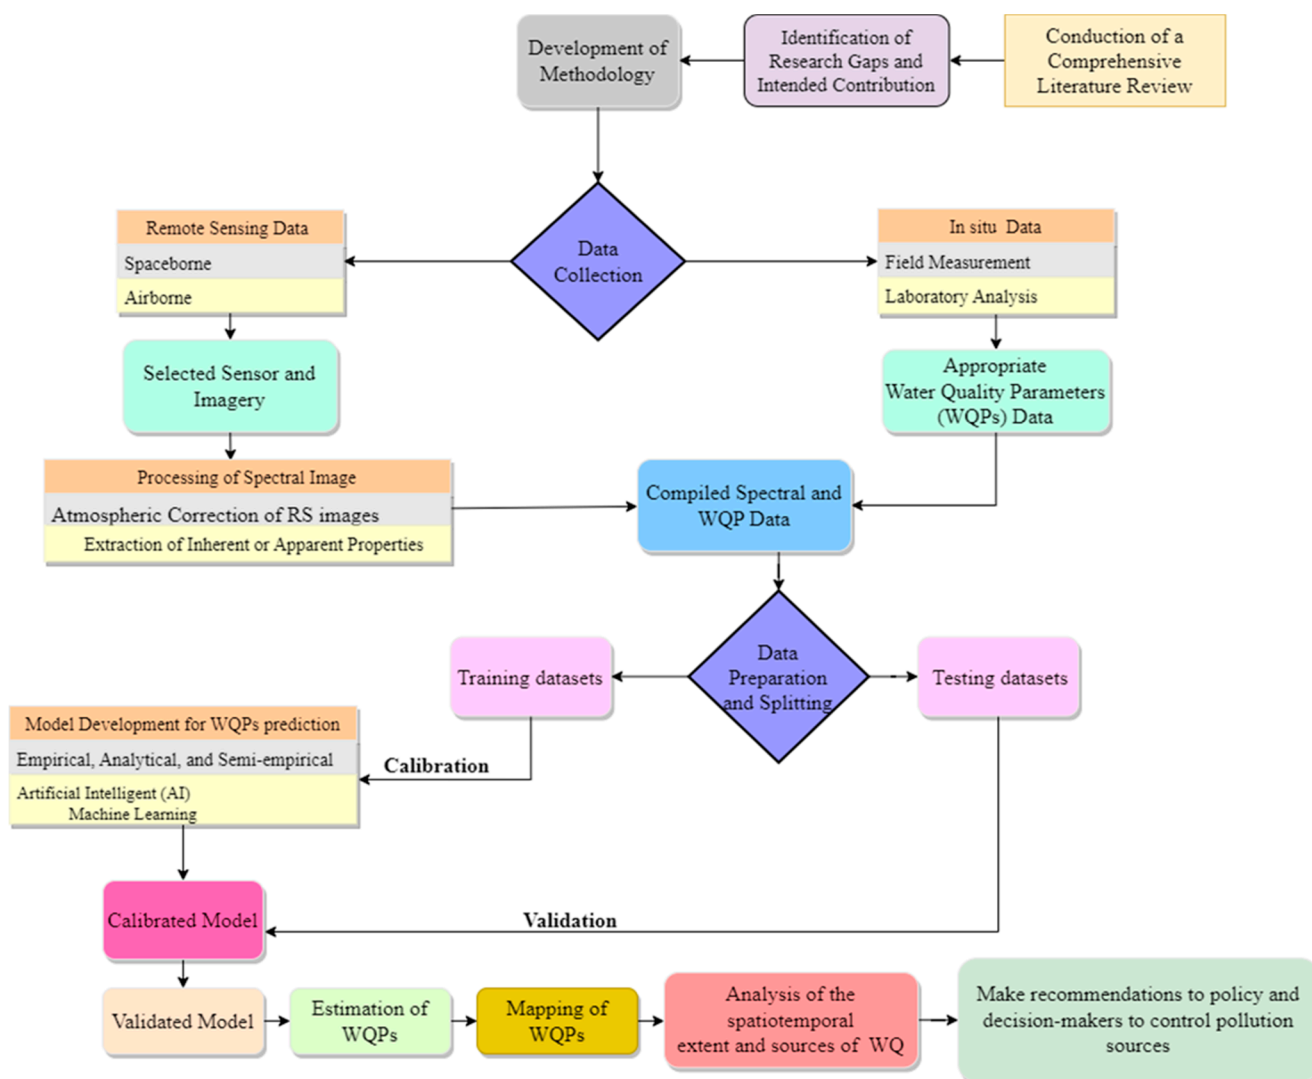 Development of
Methodology
Identification of
Research Gaps and
Intended Contribution
Conduction of a
Comprehensive
Literature Review
Remote Sensing Data
Spaceborne
Airborne
Data
Collection
In situ Data
Field Measurement
Laboratory Analysis
Selected Sensor and
Imagery
Appropriate
Water Quality Parameters
(WQPs) Data
Processing of Spectral Image
Atmospheric Correction of RS images
Extraction of Inherent or Apparent Properties
Compiled Spectral and
WQP Data
Training datasets
Data
Preparation
and Splitting
Testing datasets
Model Development for WQPs prediction
Empirical, Analytical, and Semi-empirical
Artificial Intelligent (AI)
Machine Learning
Calibration
Calibrated Model
Validation
Validated Model
Estimation of
WQPs
Mapping of
WQPs
Analysis of the
spatiotemporal
extent and sources of WQ
Make recommendations to policy and
decision-makers to control pollution
sources